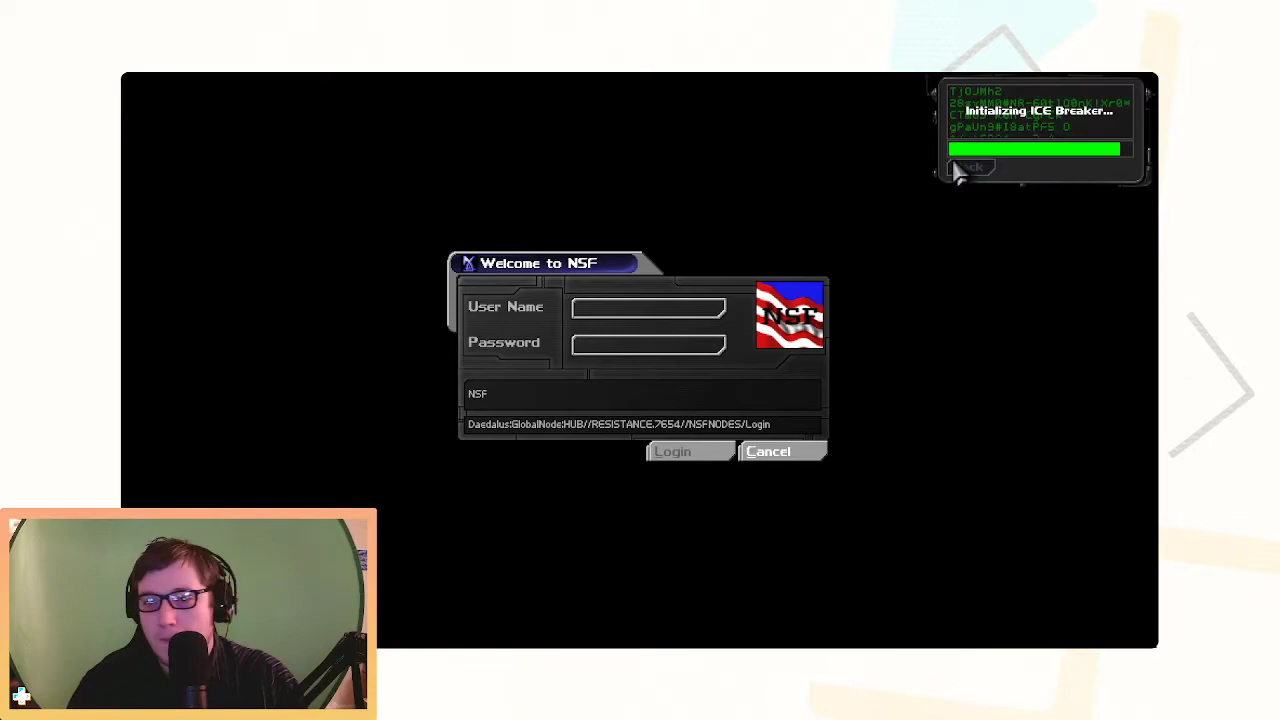 Initializing ICE Breaker...
Welcome to NSF
User Name
NSF
Password
NSF
Daedalus:GlobalNode:HUB//RESISTANCE.7654//NSFNODES/Login
Login
Cancel